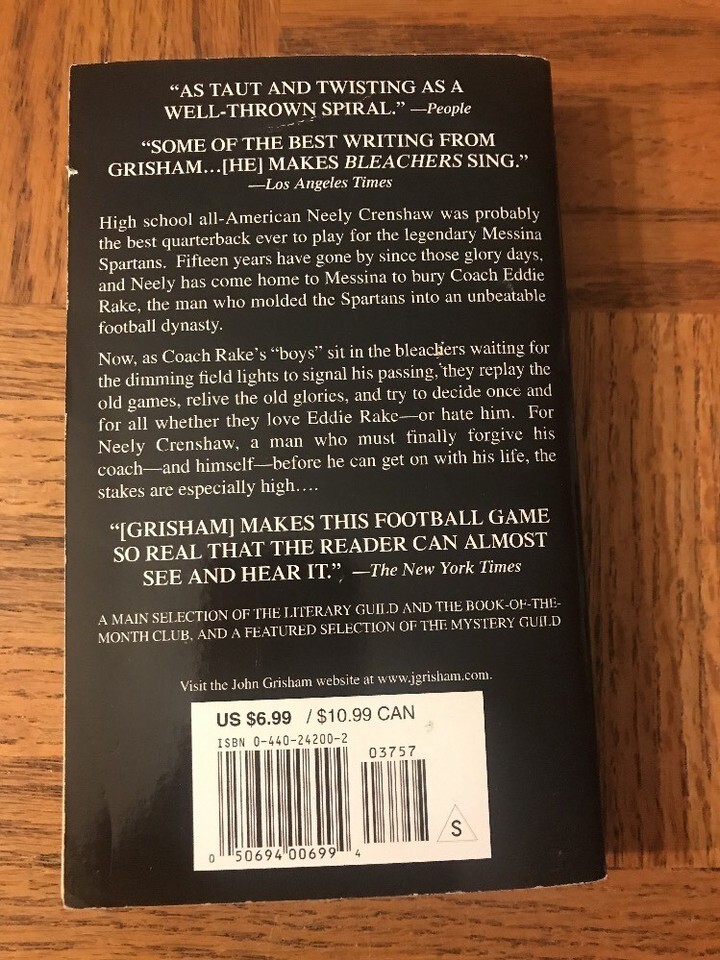 “AS TAUT AND TWISTING AS A
WELL-THROWN SPIRAL.” —People
“SOME OF THE BEST WRITING FROM
GRISHAM…[HE] MAKES BLEACHERS SING.”
—Los Angeles Times
High school all-American Neely Crenshaw was probably
the best quarterback ever to play for the legendary Messina
Spartans. Fifteen years have gone by since those glory days,
and Neely has come home to Messina to bury Coach Eddie
Rake, the man who molded the Spartans into an unbeatable
football dynasty.
Now, as Coach Rake’s “boys” sit in the bleachers waiting for
the dimming field lights to signal his passing, they replay the
old games, relive the old glories, and try to decide once and
for all whether they love Eddie Rake—or hate him. For
Neely Crenshaw, a man who must finally forgive his
coach—and himself—before he can get on with his life, the
stakes are especially high….
“[GRISHAM] MAKES THIS FOOTBALL GAME
SO REAL THAT THE READER CAN ALMOST
SEE AND HEAR IT.” —The New York Times
A MAIN SELECTION OF THE LITERARY GUILD AND THE BOOK-OF-THE-
MONTH CLUB, AND A FEATURED SELECTION OF THE MYSTERY GUILD
Visit the John Grisham website at www.jgrisham.com.
US $6.99 / $10.99 CAN
ISBN 0-440-24200-2
03757
S
0 50694 00699 4